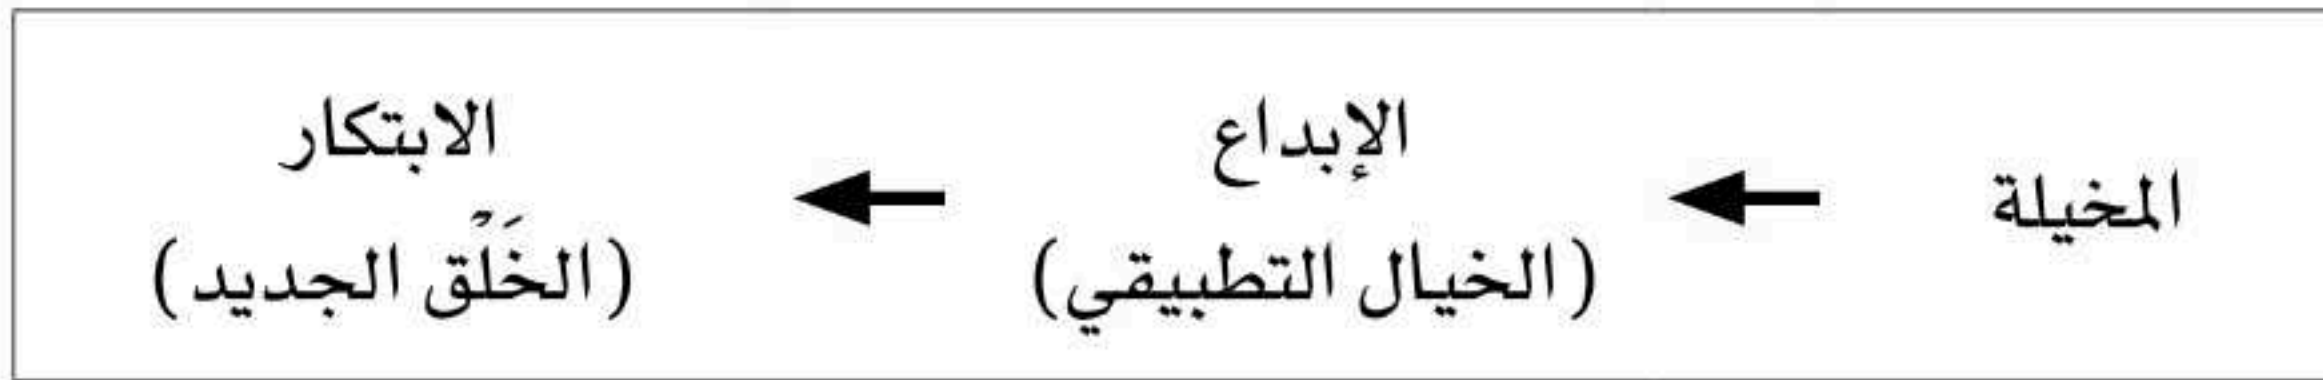 المخيلة
الإبداع
(الخيال التطبيقي)
الابتكار
(الخَلْق الجديد)